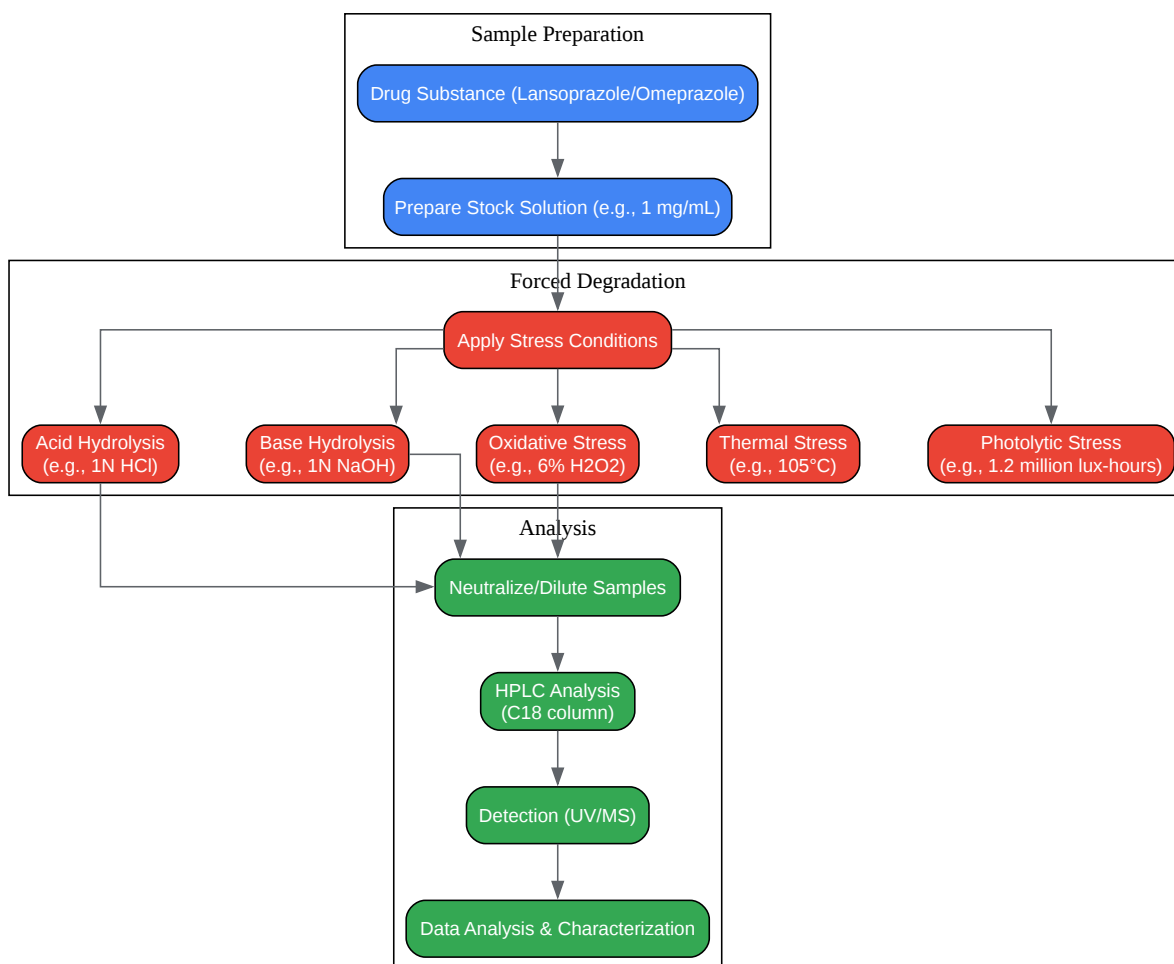 Sample Preparation
Drug Substance (Lansoprazole/Omeprazole)
Prepare Stock Solution (e.g., 1 mg/mL)
Forced Degradation
Apply Stress Conditions
Acid Hydrolysis
(e.g., 1N HCl)
Base Hydrolysis
(e.g., 1N NaOH)
Oxidative Stress
(e.g., 6% H2O2)
Thermal Stress
(e.g., 105°C)
Photolytic Stress
(e.g., 1.2 million lux-hours)
Analysis
Neutralize/Dilute Samples
HPLC Analysis
(C18 column)
Detection (UV/MS)
Data Analysis & Characterization